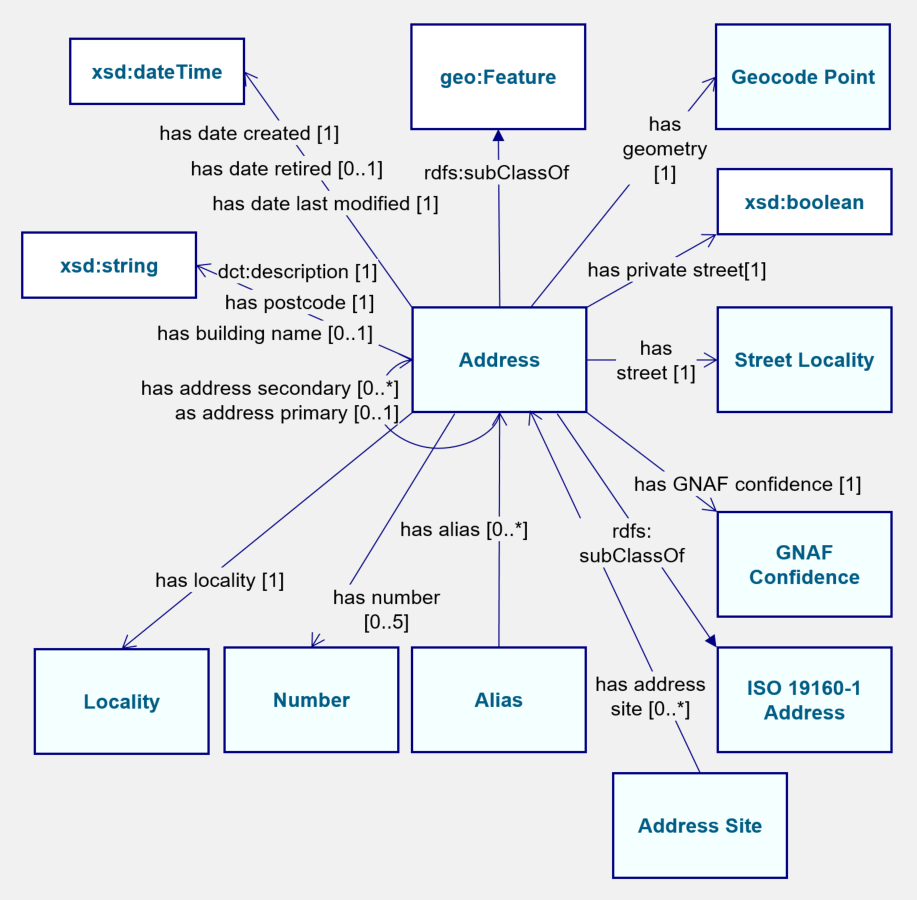 xsd:dateTime
geo:Feature
Geocode Point
has date created [1]
has
geometry
[1]
has date retired [0..1]
rdfs:subClassOf
has date last modified [1]
xsd:boolean
xsd:string
dct:description [1]
has private street[1]
has postcode [1]
has building name [0..1]
Address
has
street [1]
Street Locality
has address secondary [0..*]
as address primary [0..1]
has GNAF confidence [1]
has alias [0..*]
rdfs:
subClassOf
GNAF
Confidence
has locality [1]
has number
[0..5]
Locality
Number
Alias
has address
site [0..*]
ISO 19160-1
Address
Address Site